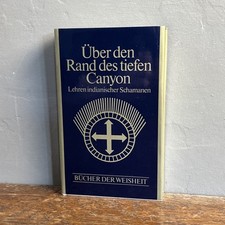 Über den
Rand des tiefen
Canyon
Lehren indianischer Schamanen
BÜCHER DER WEISHEIT